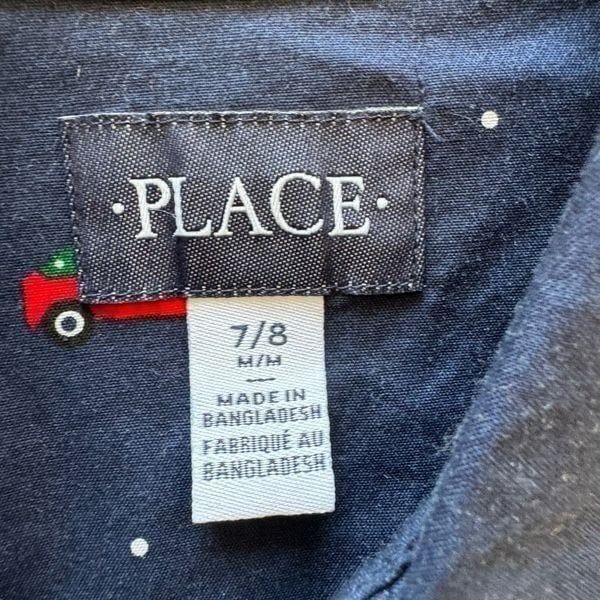 ·PLACE·
7/8
M/M
MADE IN
BANGLADESH
FABRIQUÉ AU
BANGLADESH